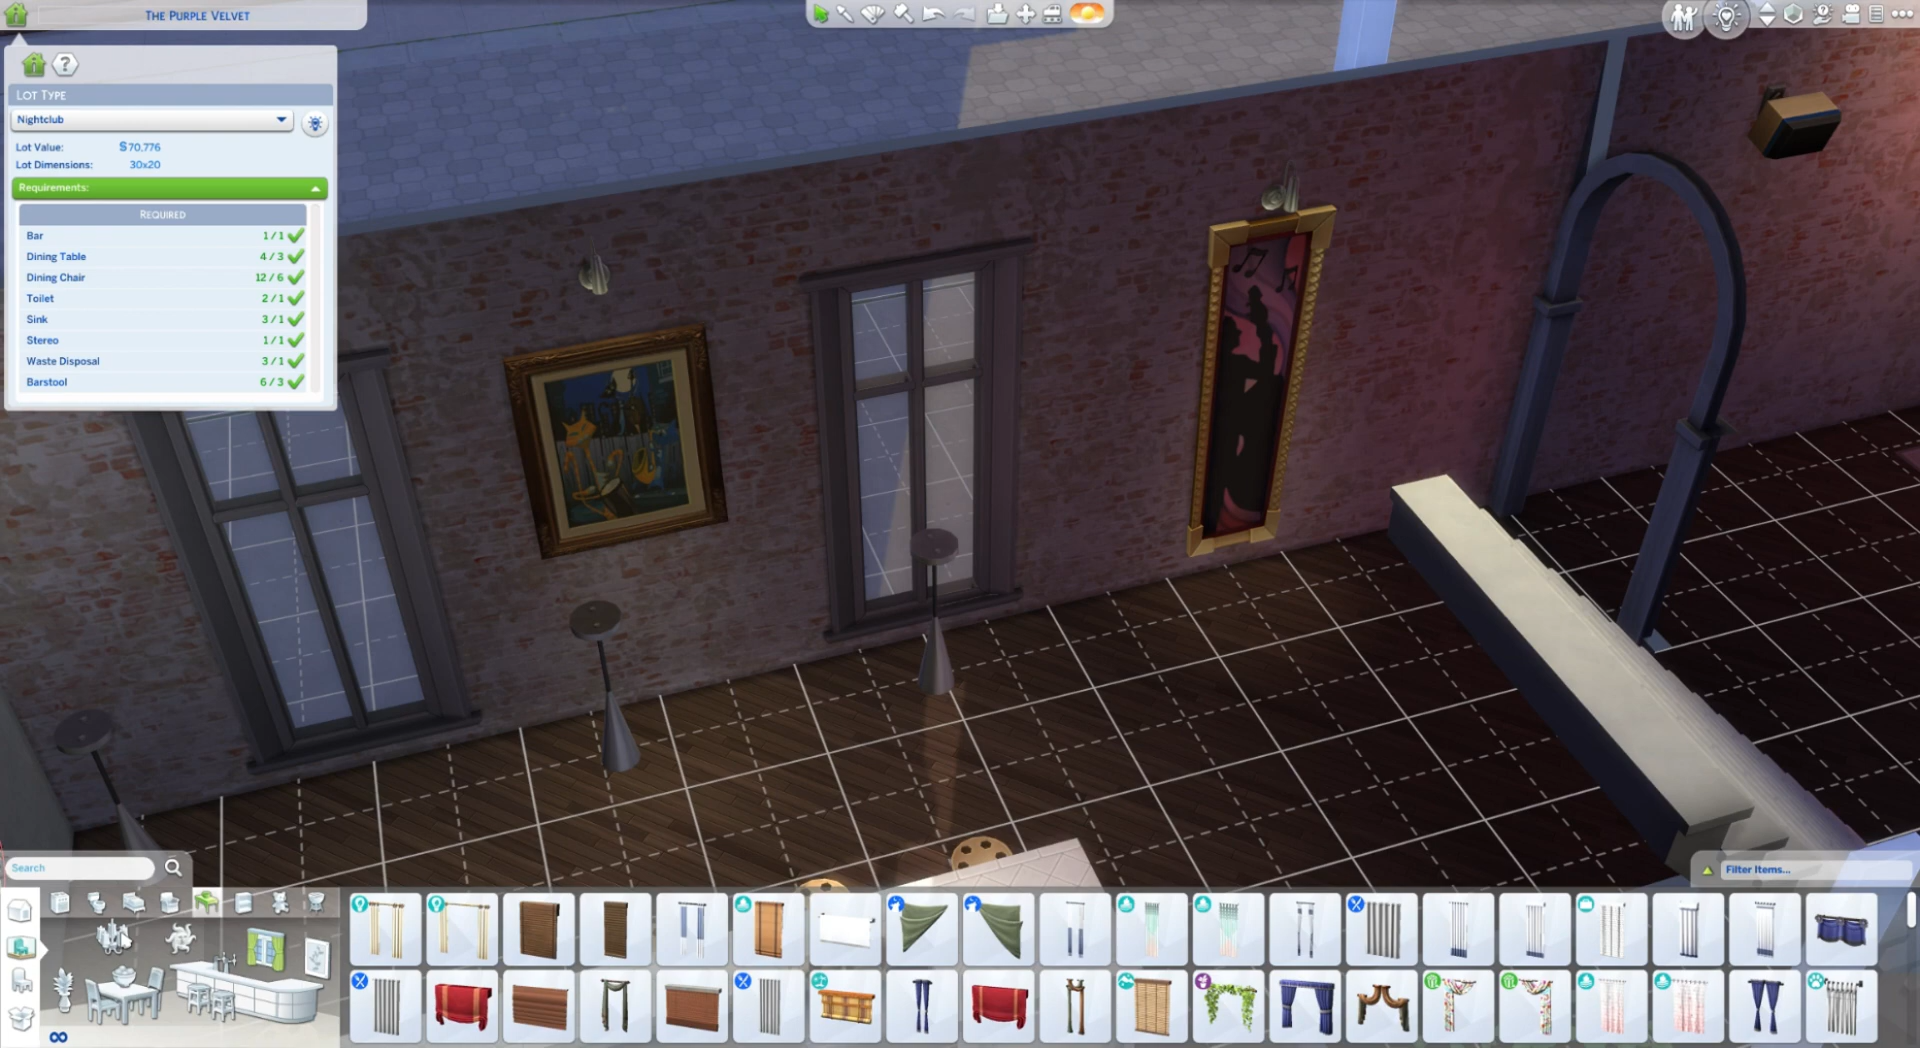 THE PURPLE VELVET
?
LOT TYPE
Nightclub
Lot Value: §70,776
Lot Dimensions: 30x20
Requirements:
REQUIRED
Bar 1 / 1
Dining Table 4 / 3
Dining Chair 12 / 6
Toilet 2 / 1
Sink 3 / 1
Stereo 1 / 1
Waste Disposal 3 / 1
Barstool 6 / 3
Search
Filter Items...